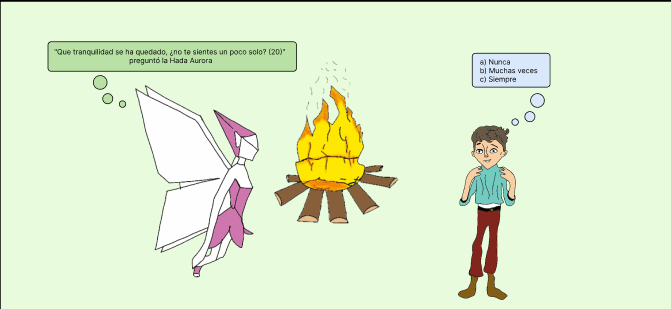 "Que tranquilidad se ha quedado, ¿no te sientes un poco solo? (20)"
preguntó la Hada Aurora
a) Nunca
b) Muchas veces
c) Siempre